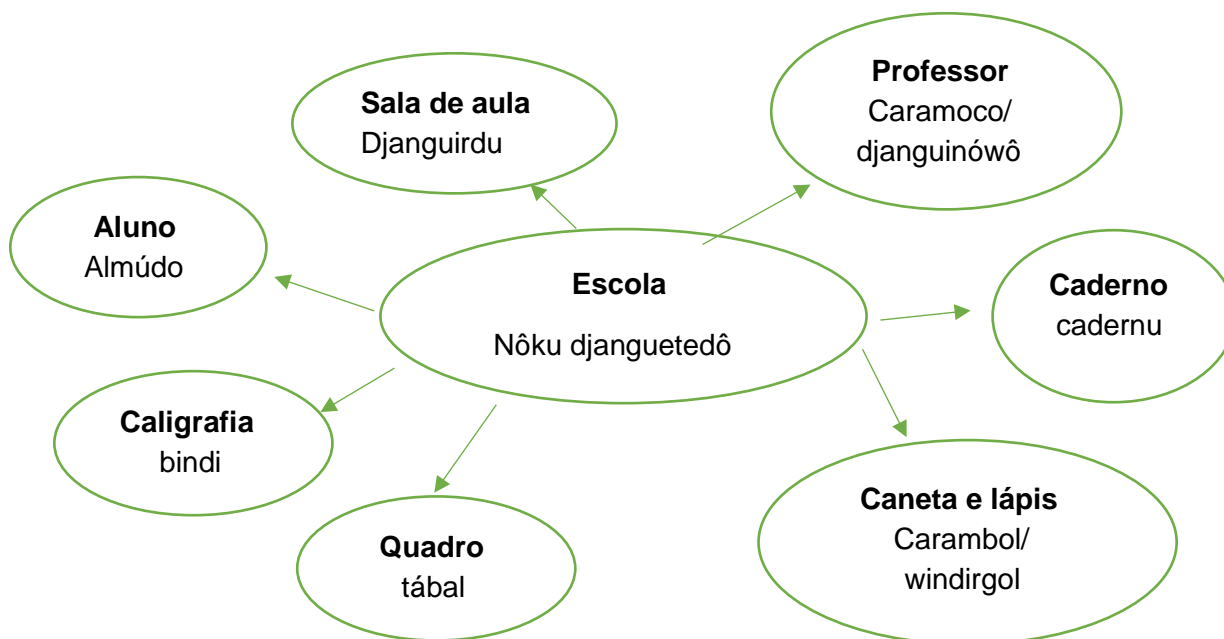 Professor
Caramoco/
djanguinówô
Sala de aula
Djanguirdu
Aluno
Almúdo
Escola
Nôku djanguetedô
Caderno
cadernu
Caligrafia
bindi
Quadro
tábal
Caneta e lápis
Carambol/
windirgol